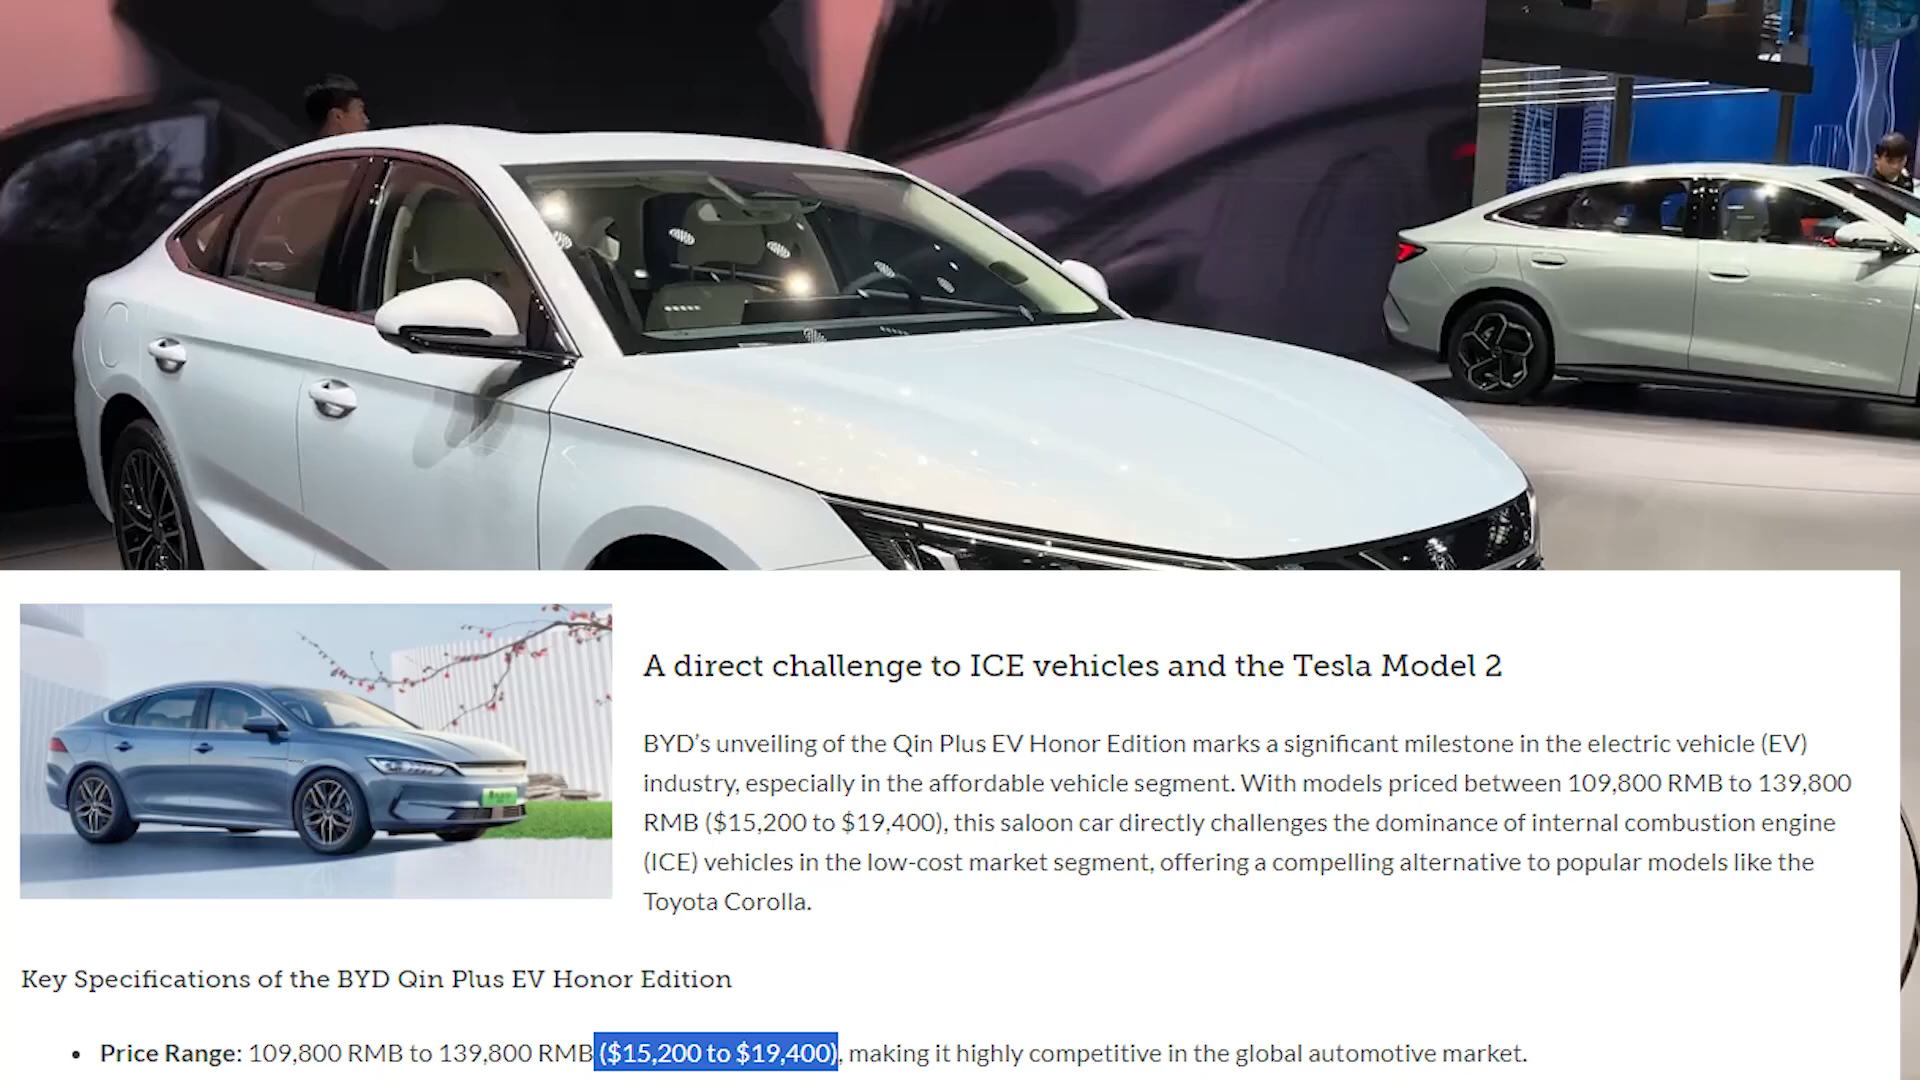 A direct challenge to ICE vehicles and the Tesla Model 2
BYD’s unveiling of the Qin Plus EV Honor Edition marks a significant milestone in the electric vehicle (EV)
industry, especially in the affordable vehicle segment. With models priced between 109,800 RMB to 139,800
RMB ($15,200 to $19,400), this saloon car directly challenges the dominance of internal combustion engine
(ICE) vehicles in the low-cost market segment, offering a compelling alternative to popular models like the
Toyota Corolla.
Key Specifications of the BYD Qin Plus EV Honor Edition
• Price Range: 109,800 RMB to 139,800 RMB ($15,200 to $19,400), making it highly competitive in the global automotive market.